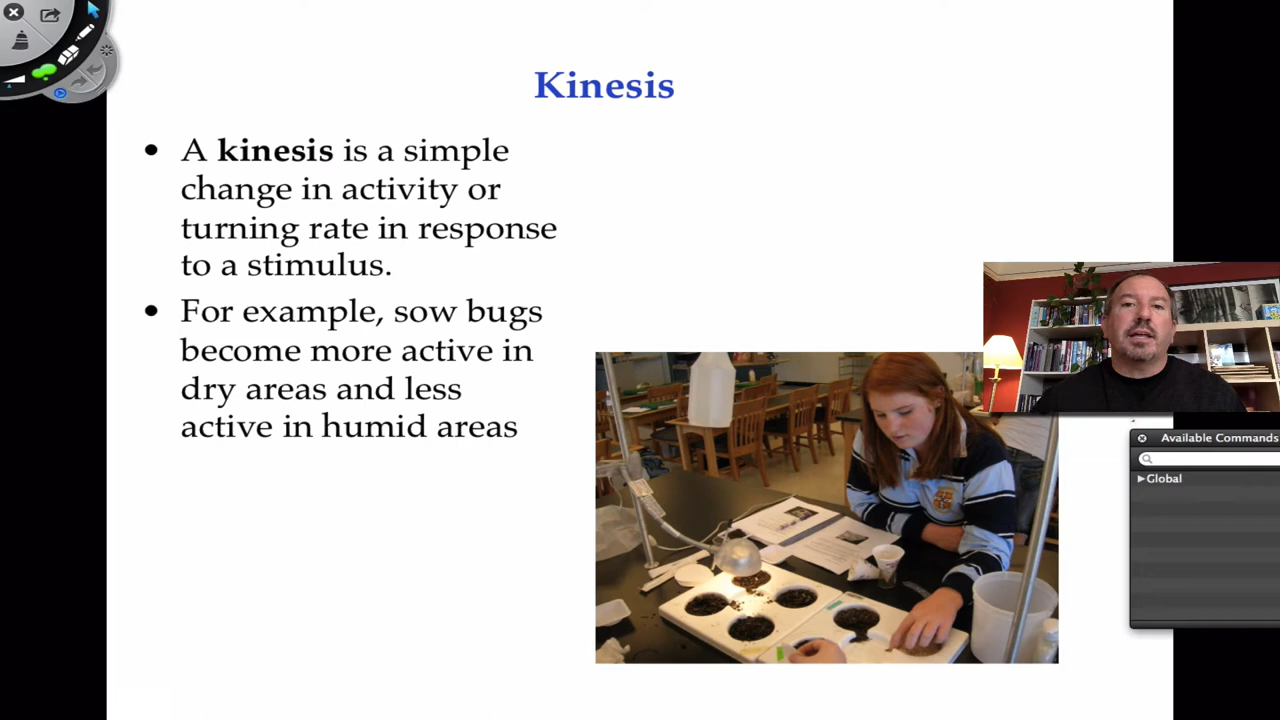 Kinesis
• A kinesis is a simple
change in activity or
turning rate in response
to a stimulus.
• For example, sow bugs
become more active in
dry areas and less
active in humid areas
Available Commands
Global